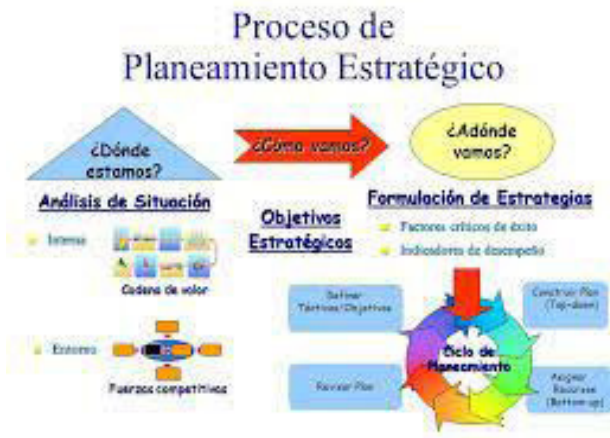 Proceso de
Planeamiento Estratégico
¿Dónde
estamos?
¿Cómo vamos?
¿Adónde
vamos?
Análisis de Situación
Interna
Cadena de valor
Entorno
Fuerzas competitivas
Objetivos
Estratégicos
Formulación de Estrategias
Factores críticos de éxito
Indicadores de desempeño
Definir
Tácticas/Objetivos
Construir Plan
(Top-down)
Ciclo de
Planeamiento
Revisar Plan
Asignar
Recursos
(Bottom-up)